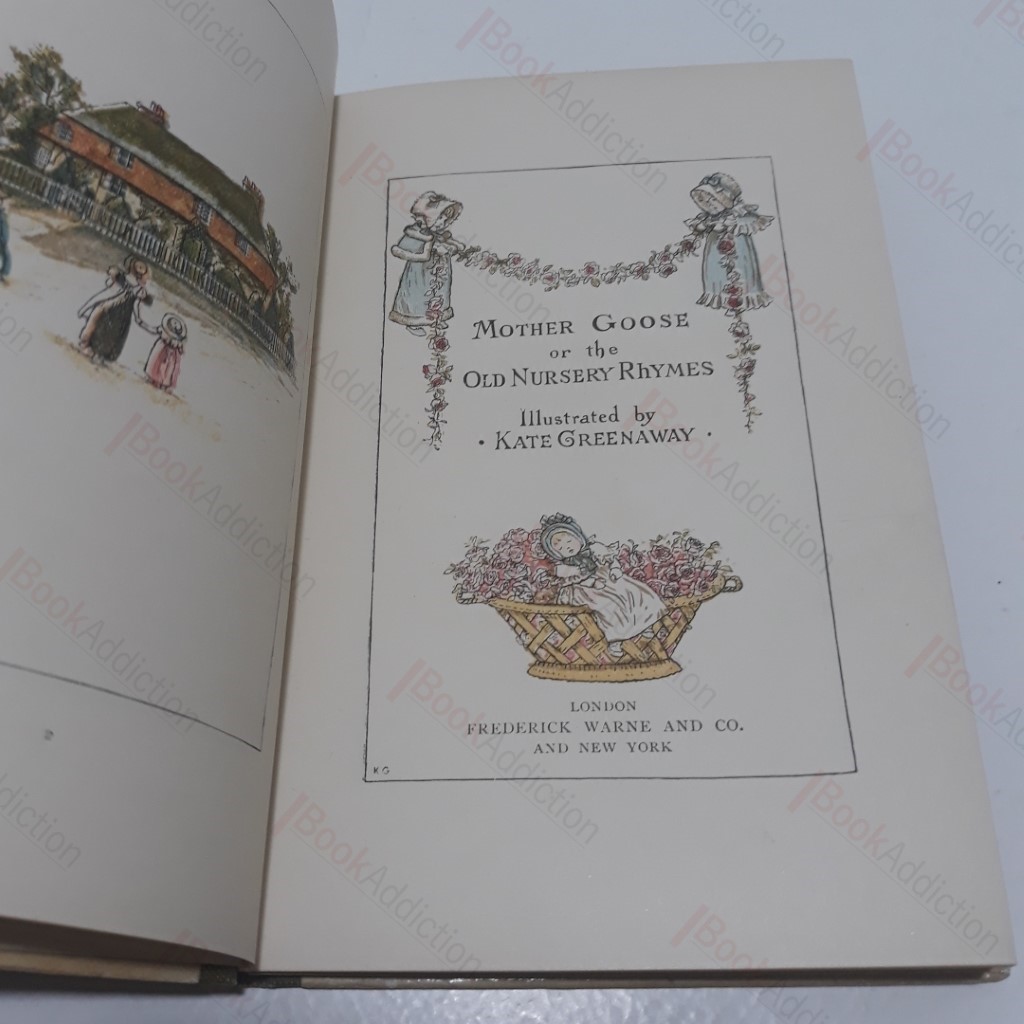 MOTHER GOOSE
or the
OLD NURSERY RHYMES
Illustrated by
· KATE GREENAWAY ·
LONDON
FREDERICK WARNE AND CO.
AND NEW YORK
K G
BookAddiction